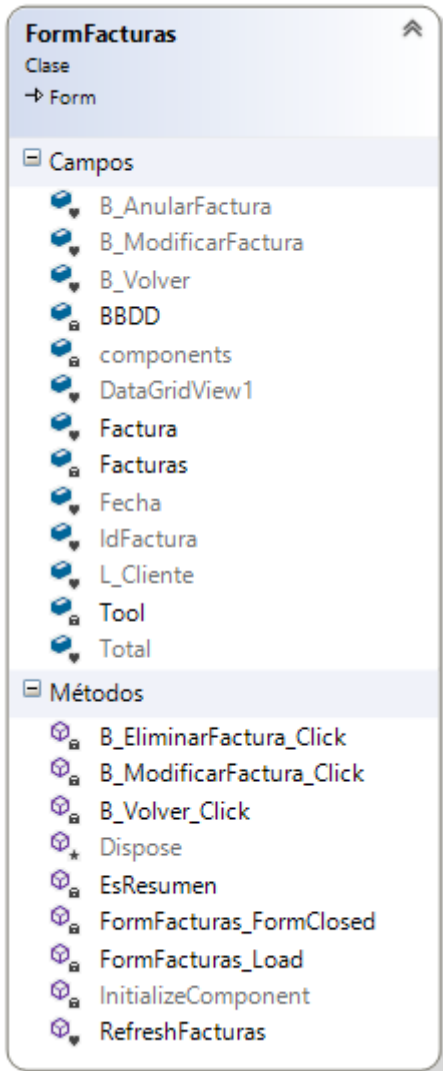 FormFacturas
Clase
Form
Campos
B_AnularFactura
B_ModificarFactura
B_Volver
BBDD
components
DataGridView1
Factura
Facturas
Fecha
IdFactura
L_Cliente
Tool
Total
Métodos
B_EliminarFactura_Click
B_ModificarFactura_Click
B_Volver_Click
Dispose
EsResumen
FormFacturas_FormClosed
FormFacturas_Load
InitializeComponent
RefreshFacturas